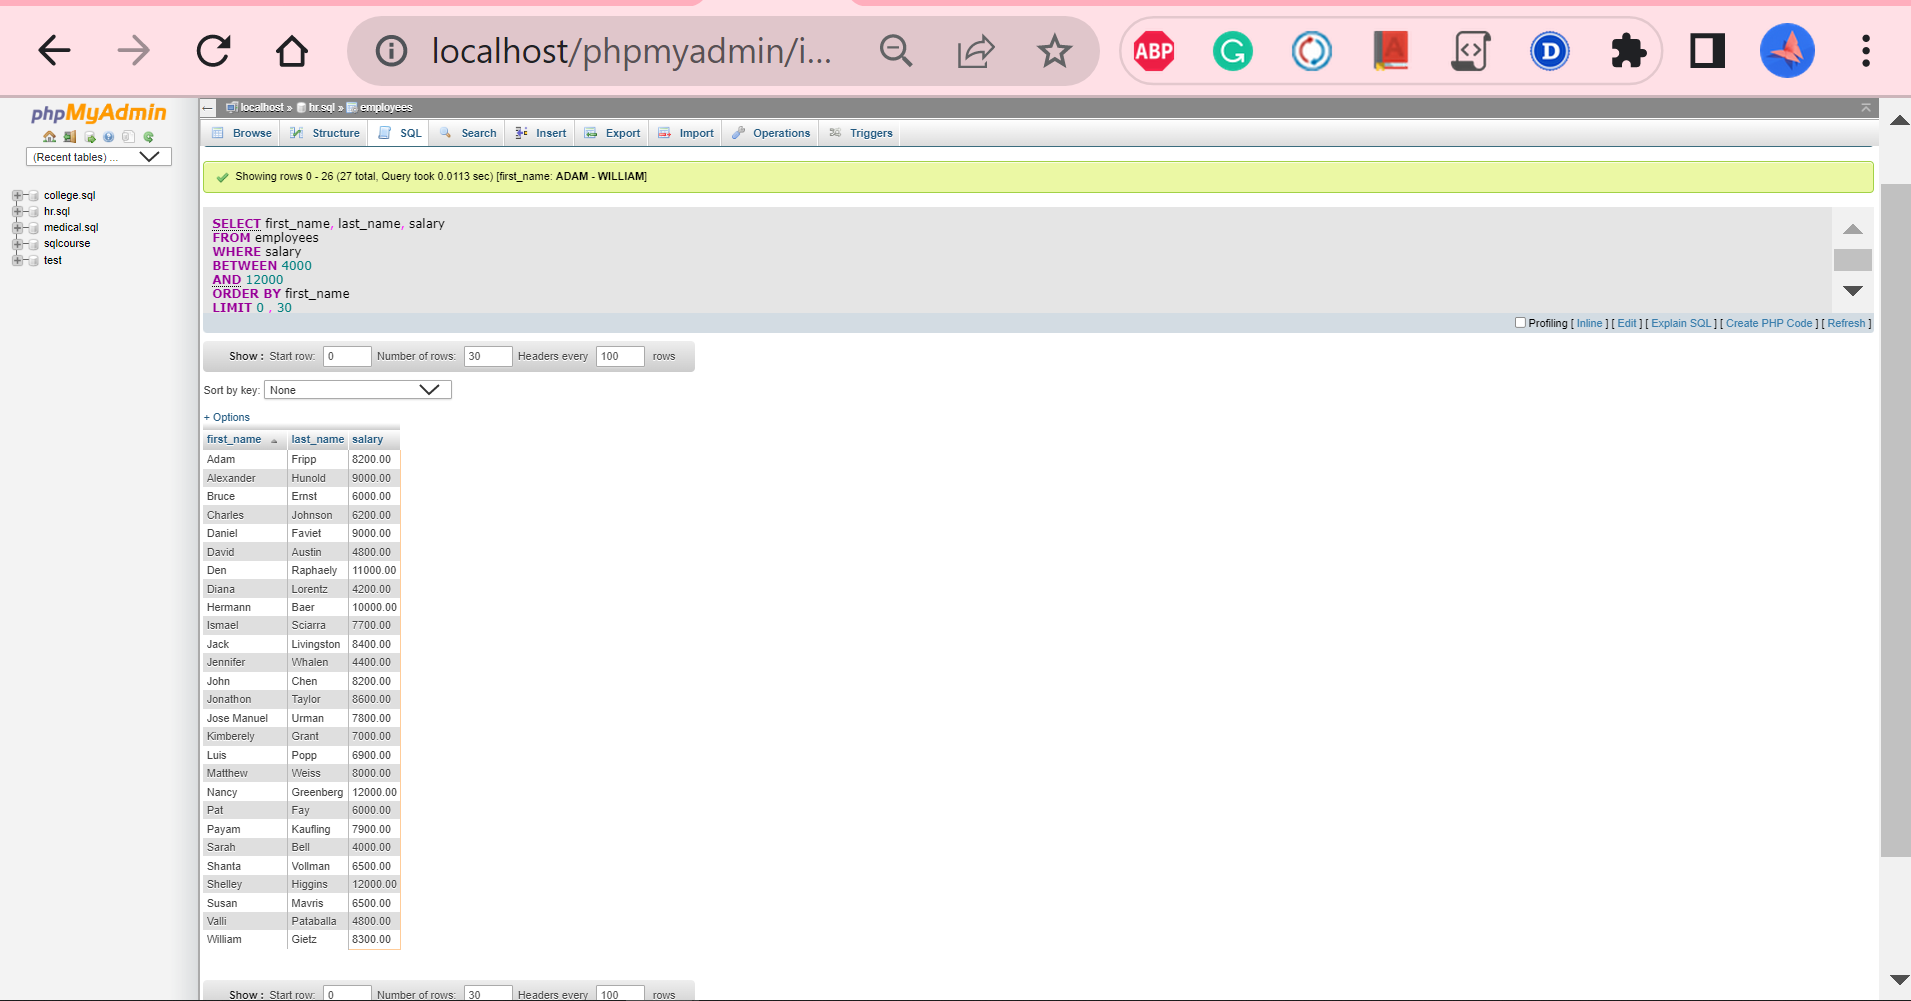 localhost/phpmyadmin/i...
ABP
phpMyAdmin
(Recent tables) ...
college.sql
hr.sql
medical.sql
sqlcourse
test
localhost » hr.sql » employees
Browse Structure SQL Search Insert Export Import Operations Triggers
Showing rows 0 - 26 (27 total, Query took 0.0113 sec) [first_name: ADAM - WILLIAM]
SELECT first_name, last_name, salary
FROM employees
WHERE salary
BETWEEN 4000
AND 12000
ORDER BY first_name
LIMIT 0 , 30
Profiling [ Inline ] [ Edit ] [ Explain SQL ] [ Create PHP Code ] [ Refresh ]
Show : Start row: 0 Number of rows: 30 Headers every 100 rows
Sort by key: None
+ Options
first_name last_name salary
Adam Fripp 8200.00
Alexander Hunold 9000.00
Bruce Ernst 6000.00
Charles Johnson 6200.00
Daniel Faviet 9000.00
David Austin 4800.00
Den Raphaely 11000.00
Diana Lorentz 4200.00
Hermann Baer 10000.00
Ismael Sciarra 7700.00
Jack Livingston 8400.00
Jennifer Whalen 4400.00
John Chen 8200.00
Jonathon Taylor 8600.00
Jose Manuel Urman 7800.00
Kimberely Grant 7000.00
Luis Popp 6900.00
Matthew Weiss 8000.00
Nancy Greenberg 12000.00
Pat Fay 6000.00
Payam Kaufling 7900.00
Sarah Bell 4000.00
Shanta Vollman 6500.00
Shelley Higgins 12000.00
Susan Mavris 6500.00
Valli Pataballa 4800.00
William Gietz 8300.00
Show : Start row: 0 Number of rows: 30 Headers every 100 rows